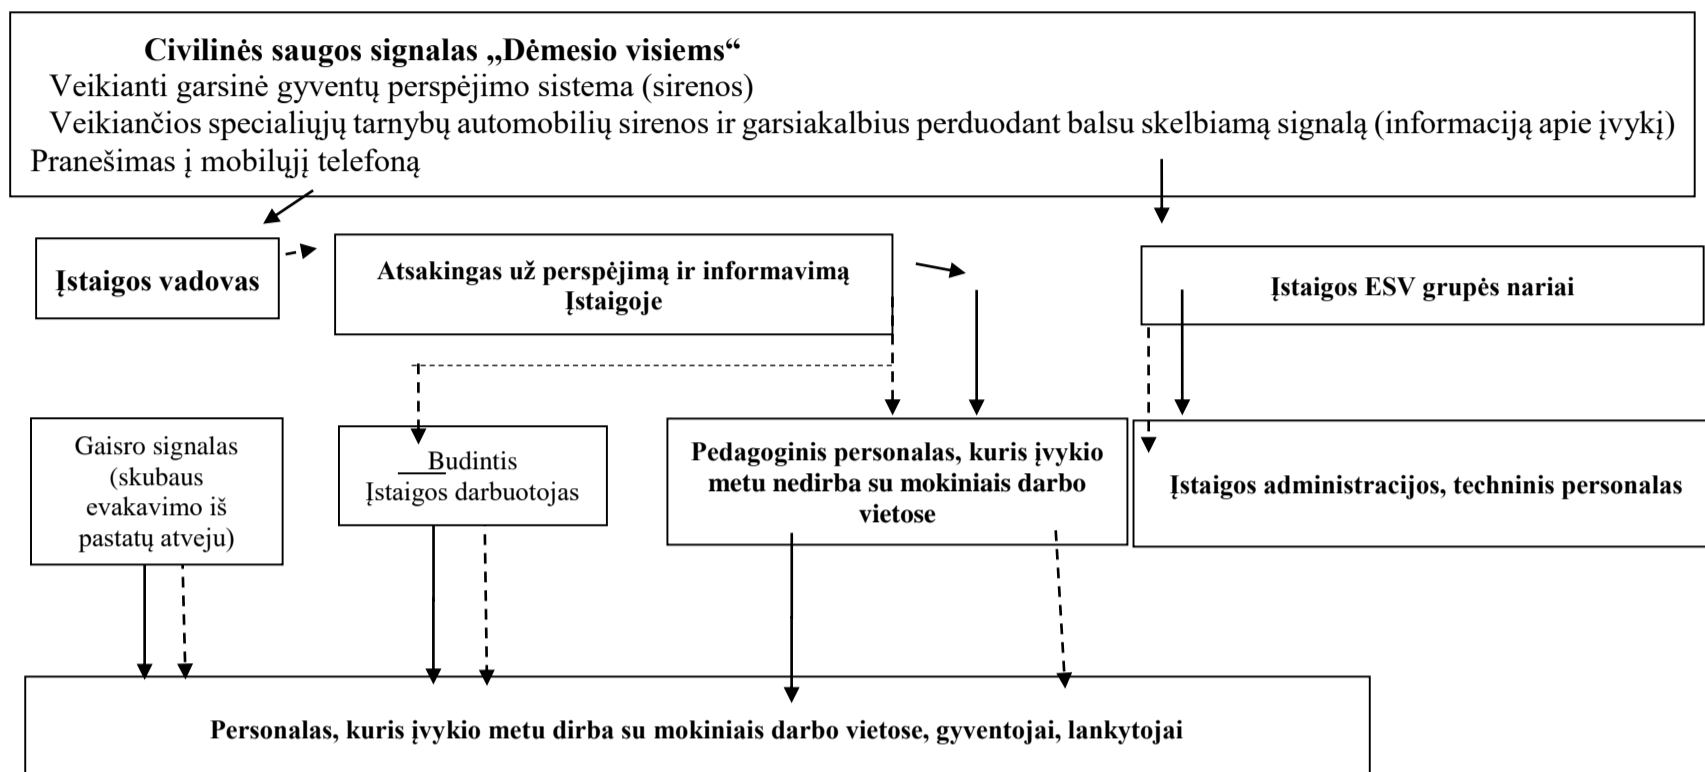 Civilinės saugos signalas „Dėmesio visiems“
Veikianti garsinė gyventų perspėjimo sistema (sirenos)
Veikiančios specialiųjų tarnybų automobilių sirenos ir garsiakalbius perduodant balsu skelbiamą signalą (informaciją apie įvykį)
Pranešimas į mobilųjį telefoną
Įstaigos vadovas
Atsakingas už perspėjimą ir informavimą
Įstaigoje
Įstaigos ESV grupės nariai
Gaisro signalas
(skubaus
evakavimo iš
pastatų atveju)
Budintis
Įstaigos darbuotojas
Pedagoginis personalas, kuris įvykio
metu nedirba su mokiniais darbo
vietose
Įstaigos administracijos, techninis personalas
Personalas, kuris įvykio metu dirba su mokiniais darbo vietose, gyventojai, lankytojai